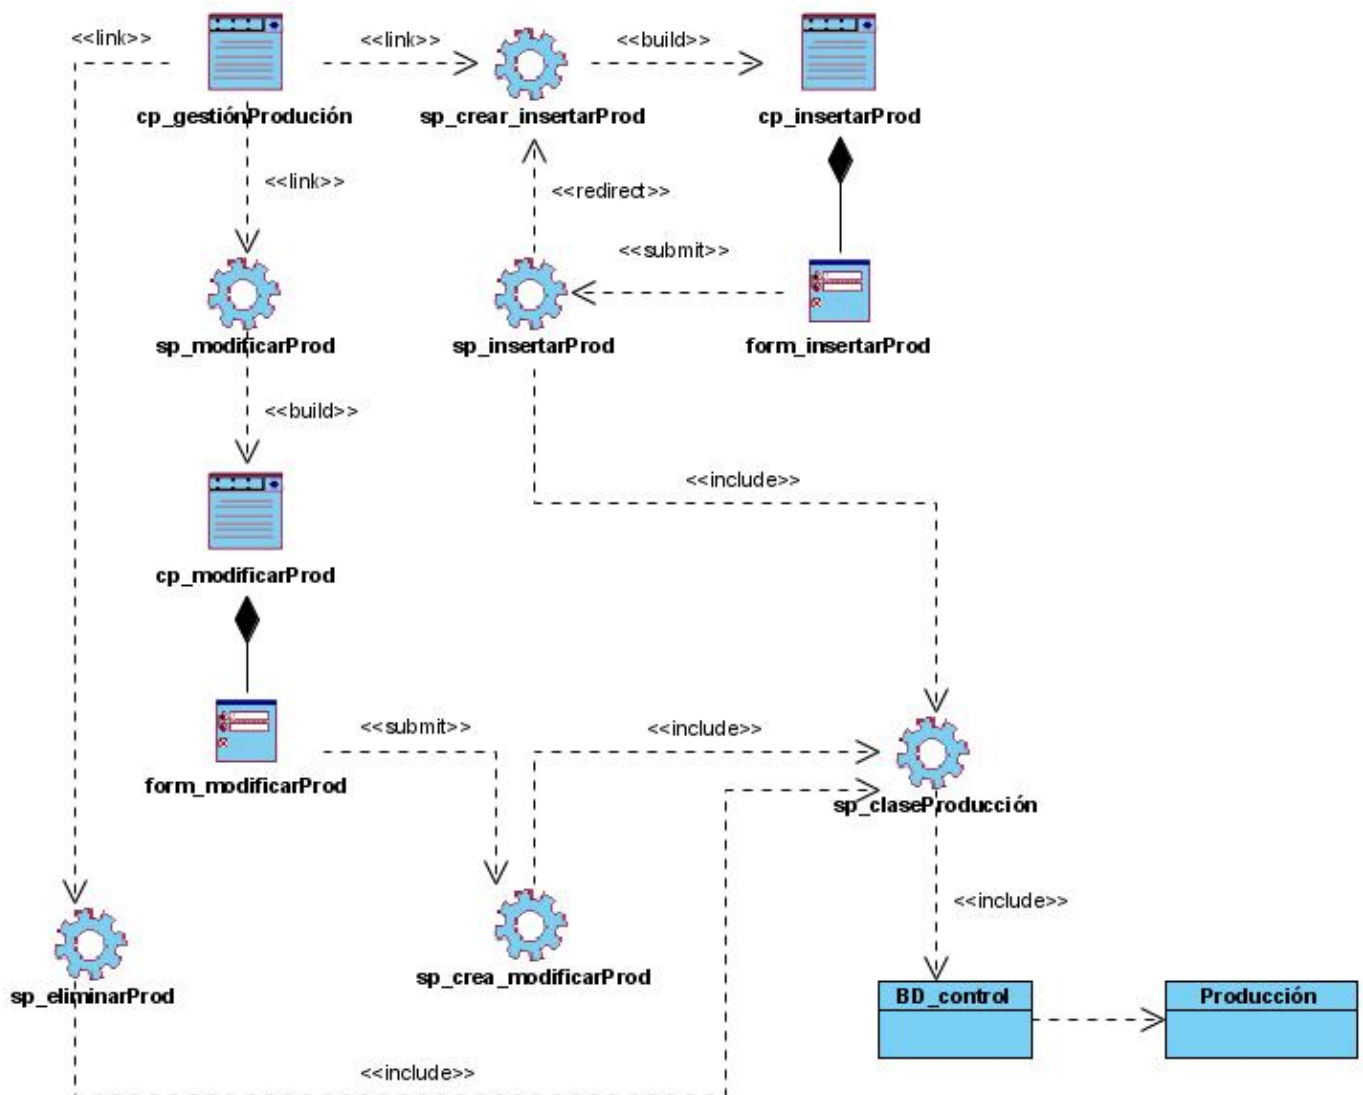 <<link>>
<<link>>
<<build>>
cp_gestiónProdución
sp_crear_insertarProd
cp_insertarProd
<<link>>
<<redirect>>
<<submit>>
sp_modificarProd
sp_insertarProd
form_insertarProd
<<build>>
<<include>>
cp_modificarProd
<<submit>>
<<include>>
form_modificarProd
sp_claseProducción
<<include>>
sp_eliminarProd
sp_crea_modificarProd
BD_control
Producción
<<include>>